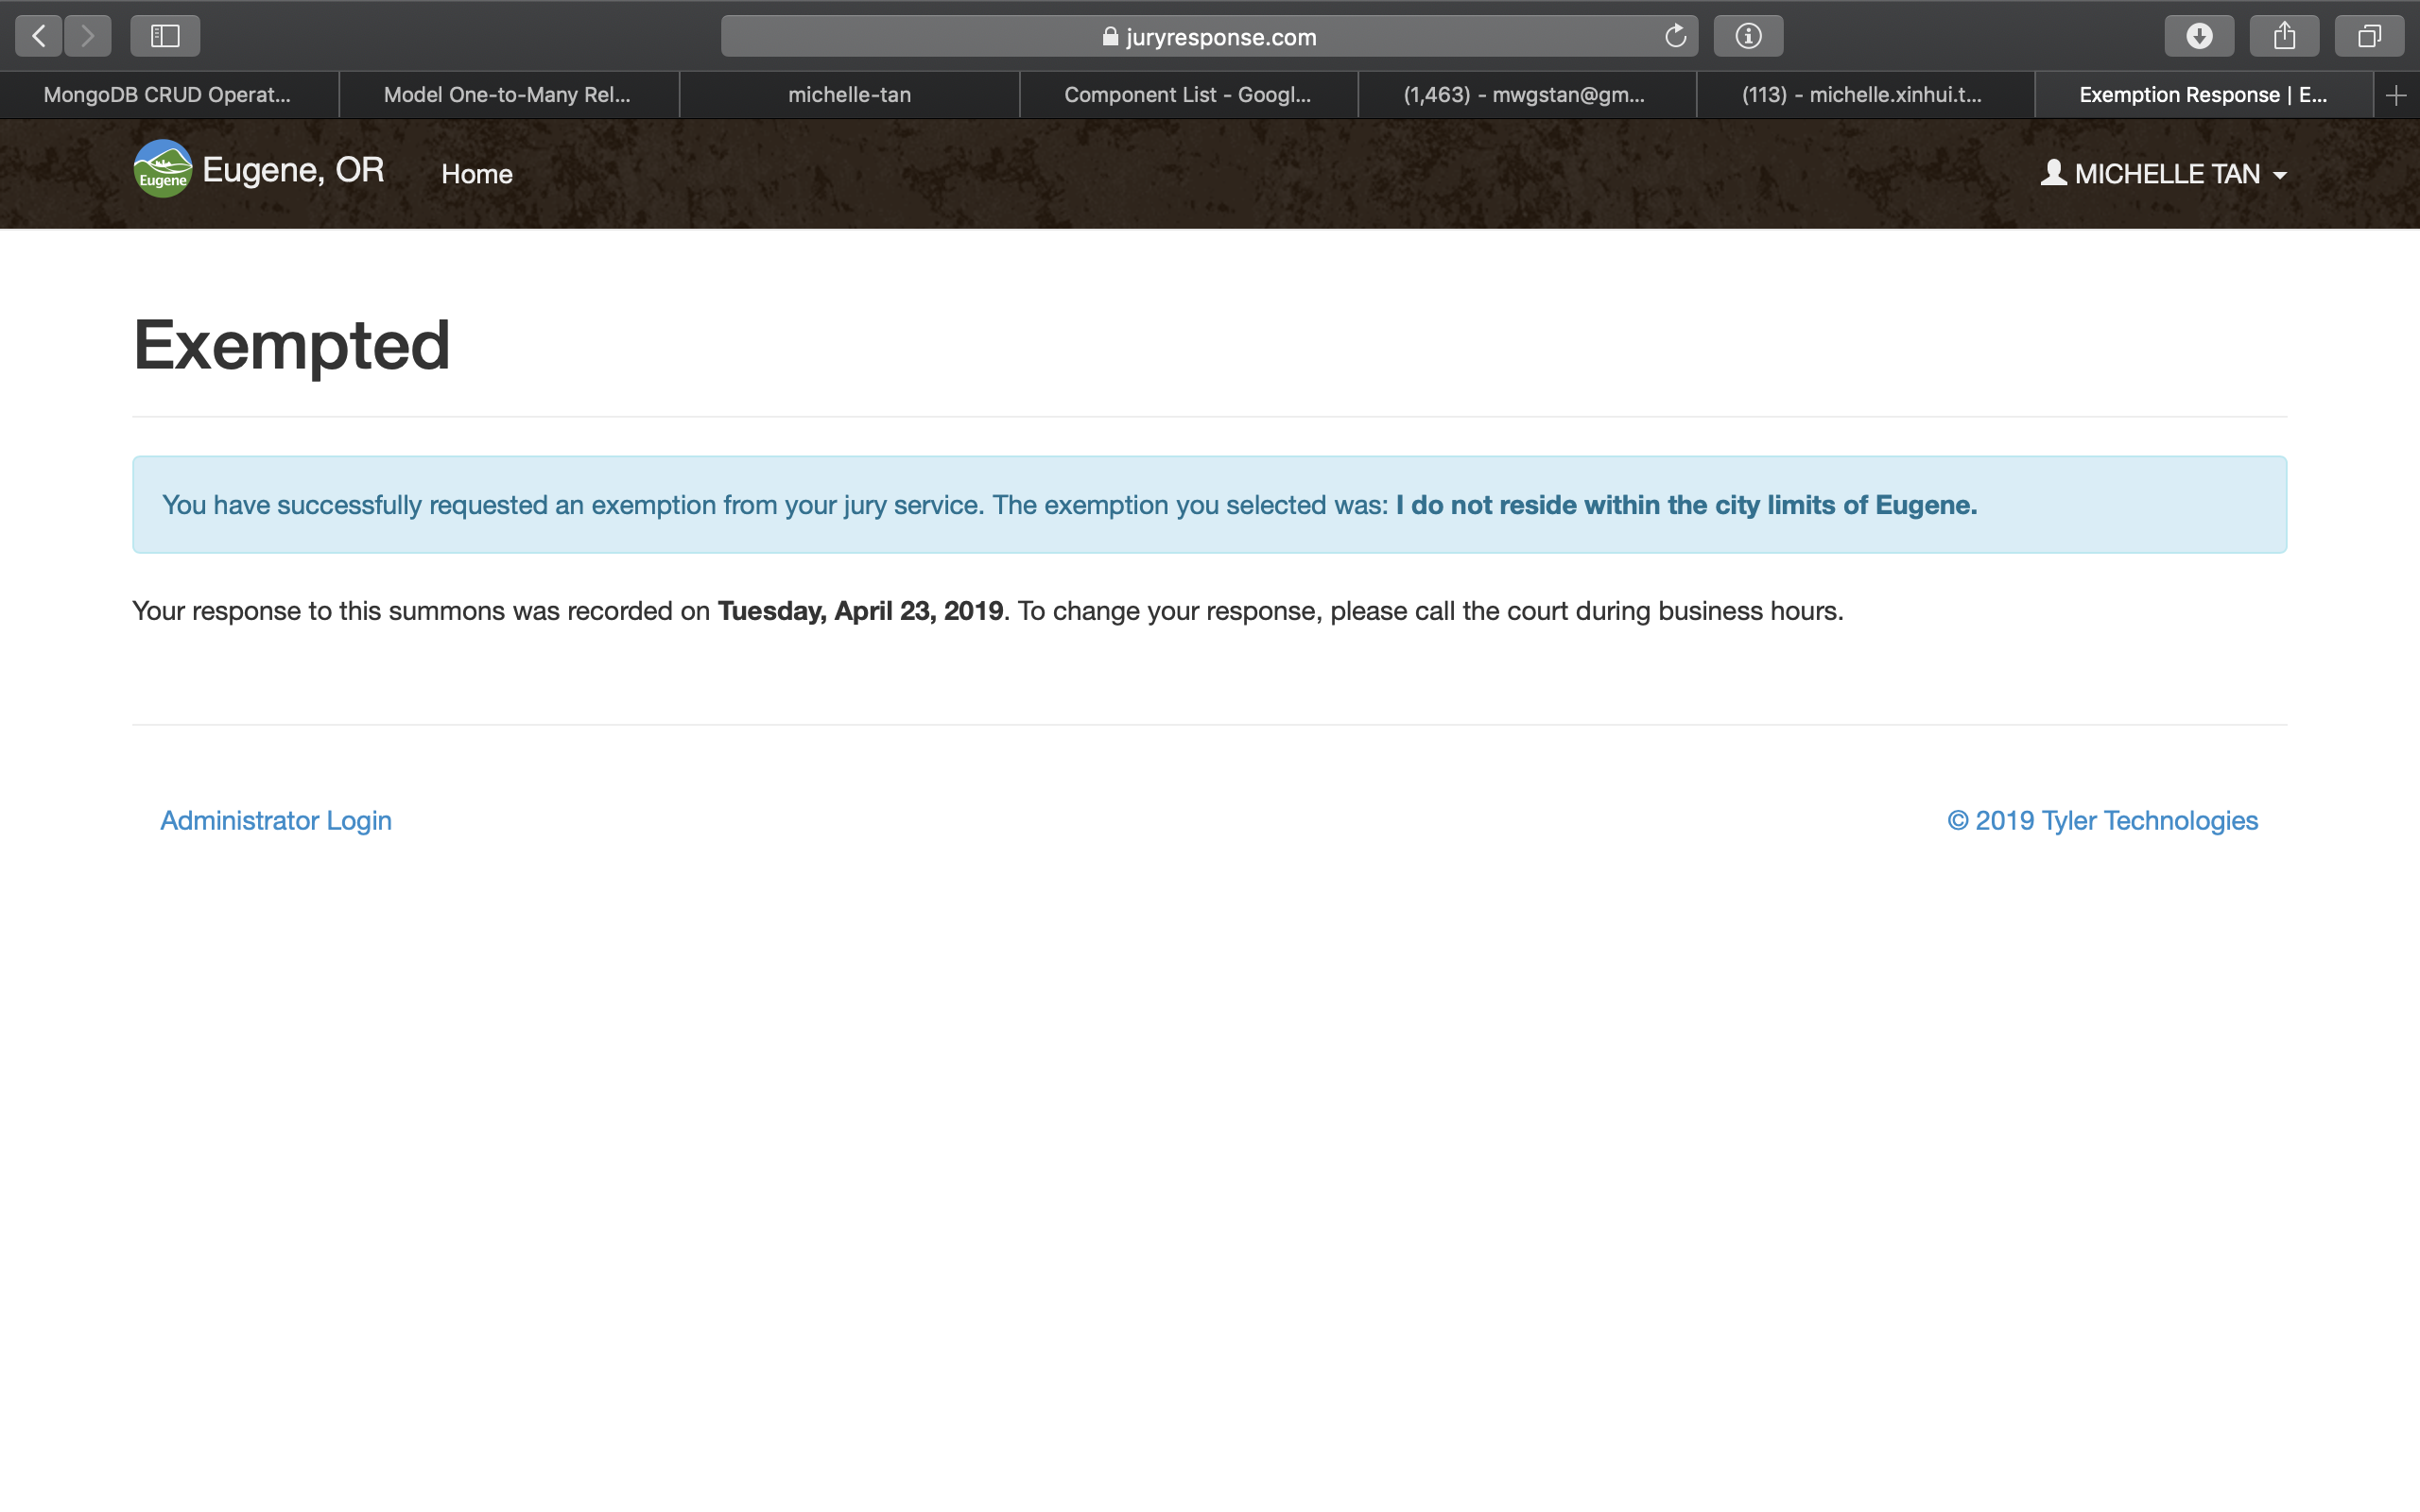 juryresponse.com
MongoDB CRUD Operat...
Model One-to-Many Rel...
michelle-tan
Component List - Googl...
(1,463) - mwgstan@gm...
(113) - michelle.xinhui.t...
Exemption Response | E...
Eugene
Eugene, OR
Home
MICHELLE TAN
Exempted
You have successfully requested an exemption from your jury service. The exemption you selected was: I do not reside within the city limits of Eugene.
Your response to this summons was recorded on Tuesday, April 23, 2019. To change your response, please call the court during business hours.
Administrator Login
© 2019 Tyler Technologies